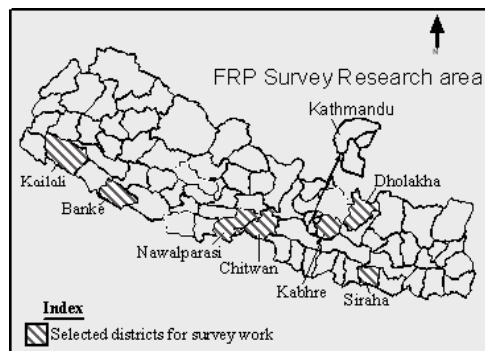 N
FRP Survey Research area
Kathmandu
Dholakha
Kailali
Banke
Nawalparasi
Chitwan
Kabhre
Siraha
Index
Selected districts for survey work